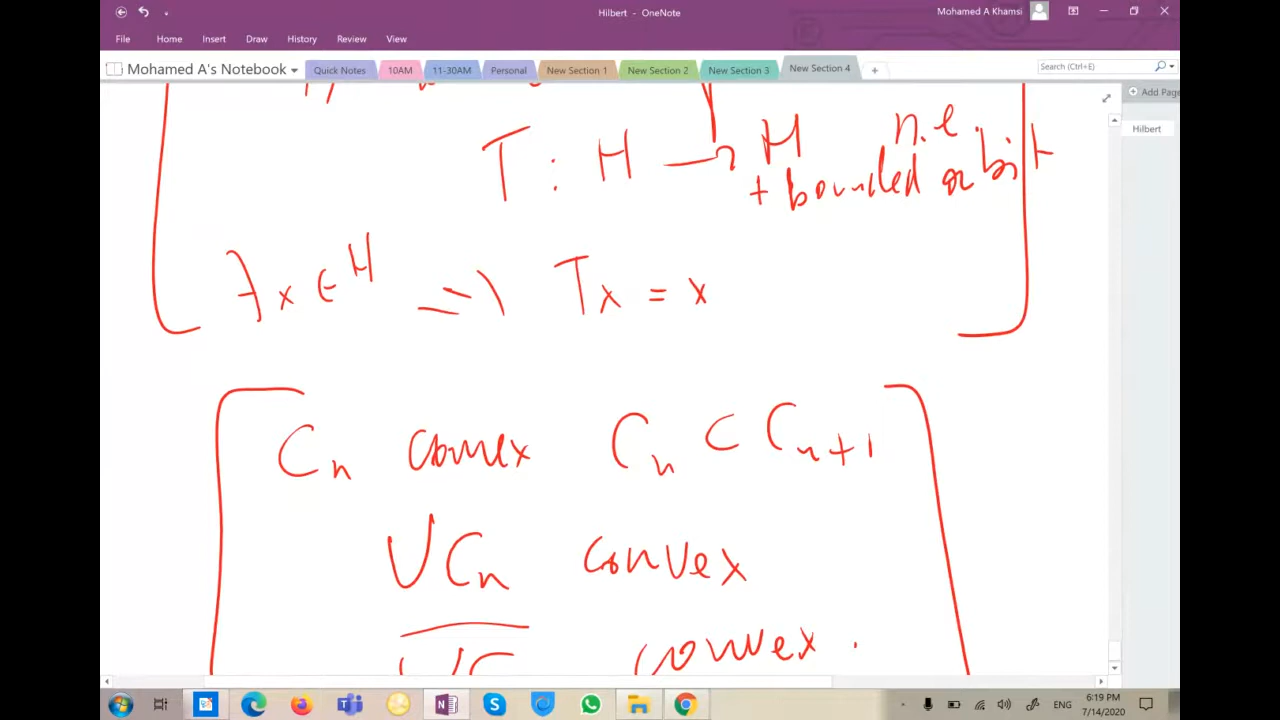 Hilbert - OneNote
Mohamed A Khamsi
File Home Insert Draw History Review View
Mohamed A's Notebook
Quick Notes 10AM 11-30AM Personal New Section 1 New Section 2 New Section 3 New Section 4
Search (Ctrl+E)
Add Page
Hilbert
T : H → H n.e.
+ bounded orbit
∃ x ∈ H ⇒ Tx = x
Cn convex Cn ⊂ Cn+1
∪Cn convex
convex.
ENG
6:19 PM
7/14/2020